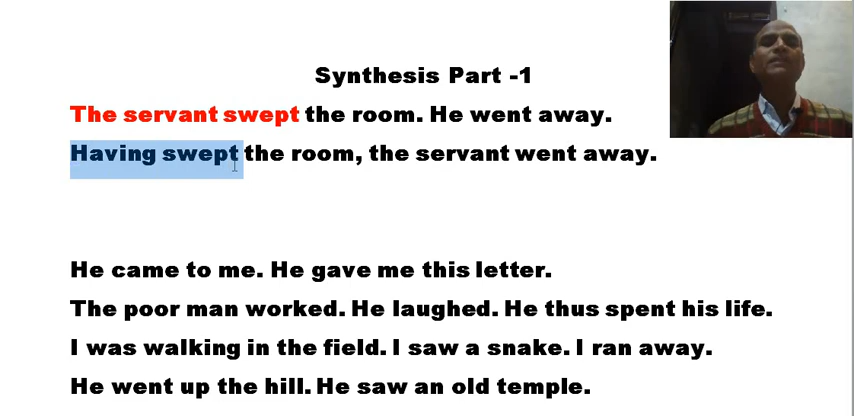 Synthesis Part -1
The servant swept the room. He went away.
Having swept the room, the servant went away.
He came to me. He gave me this letter.
The poor man worked. He laughed. He thus spent his life.
I was walking in the field. I saw a snake. I ran away.
He went up the hill. He saw an old temple.